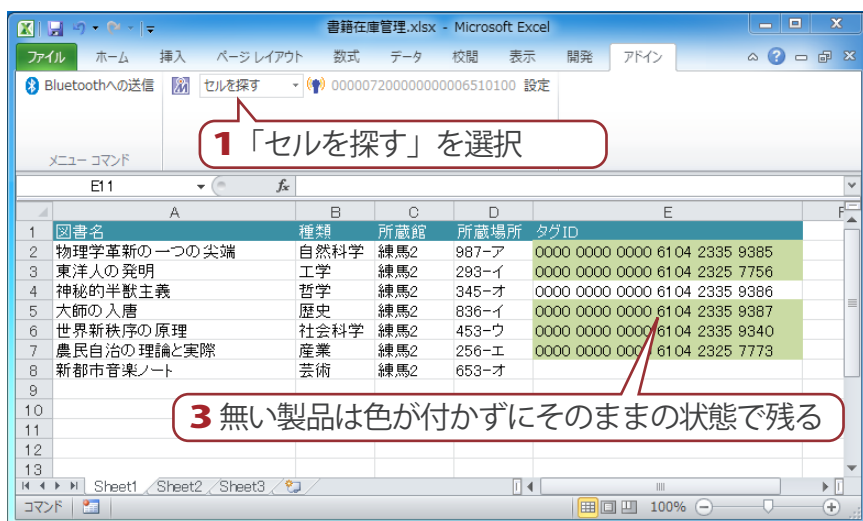 書籍在庫管理.xlsx - Microsoft Excel
ファイル ホーム 挿入 ページ レイアウト 数式 データ 校閲 表示 開発 アドイン
Bluetoothへの送信 セルを探す 000007200000000006510100 設定
1「セルを探す」を選択
メニュー コマンド
E11 fx
A B C D E F
1 図書名 種類 所蔵館 所蔵場所 タグID
2 物理学革新の一つの尖端 自然科学 練馬2 987-ア 0000 0000 0000 6104 2335 9385
3 東洋人の発明 工学 練馬2 293-イ 0000 0000 0000 6104 2325 7756
4 神秘的半獣主義 哲学 練馬2 345-オ 0000 0000 0000 6104 2335 9386
5 大師の入唐 歴史 練馬2 836-イ 0000 0000 0000 6104 2335 9387
6 世界新秩序の原理 社会科学 練馬2 453-ウ 0000 0000 0000 6104 2335 9340
7 農民自治の理論と実際 産業 練馬2 256-エ 0000 0000 0000 6104 2325 7773
8 新都市音楽ノート 芸術 練馬2 653-オ
9
10
3 無い製品は色が付かずにそのままの状態で残る
11
12
13
Sheet1 Sheet2 Sheet3
コマンド 100%